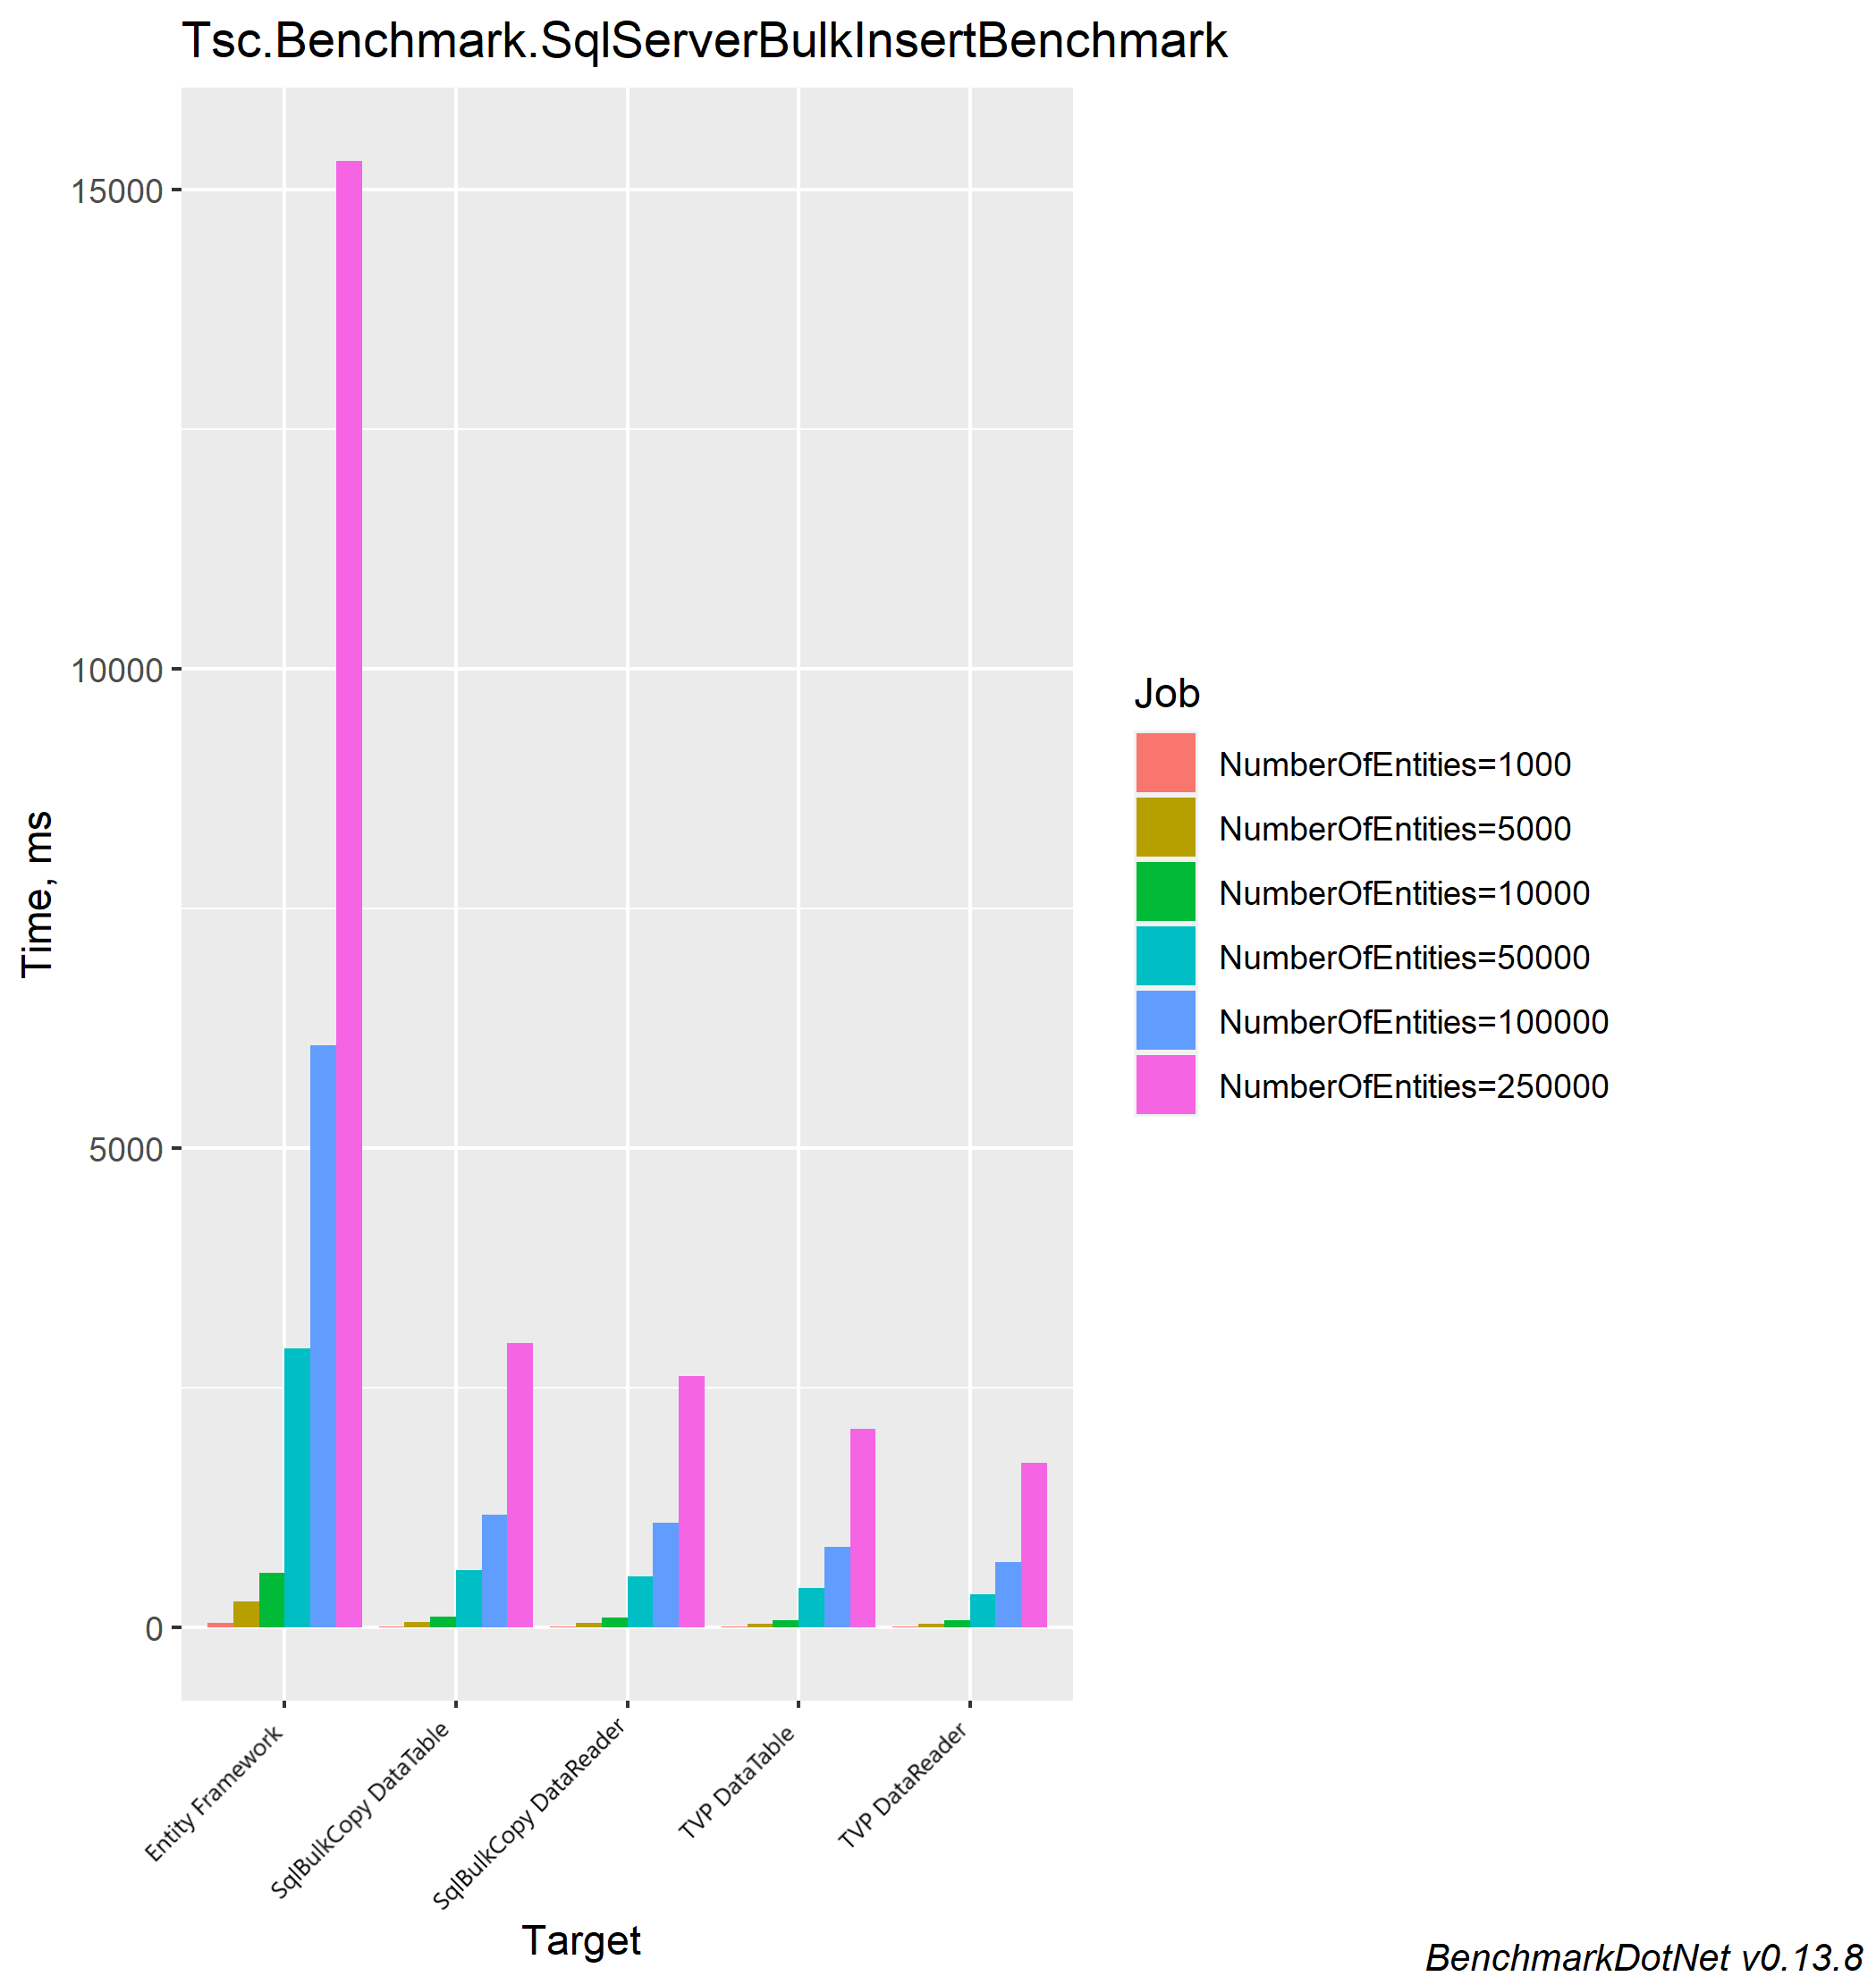 Tsc.Benchmark.SqlServerBulkInsertBenchmark
Time, ms
15000
10000
5000
0
Entity Framework
SqlBulkCopy DataTable
SqlBulkCopy DataReader
TVP DataTable
TVP DataReader
Target
Job
NumberOfEntities=1000
NumberOfEntities=5000
NumberOfEntities=10000
NumberOfEntities=50000
NumberOfEntities=100000
NumberOfEntities=250000
BenchmarkDotNet v0.13.8